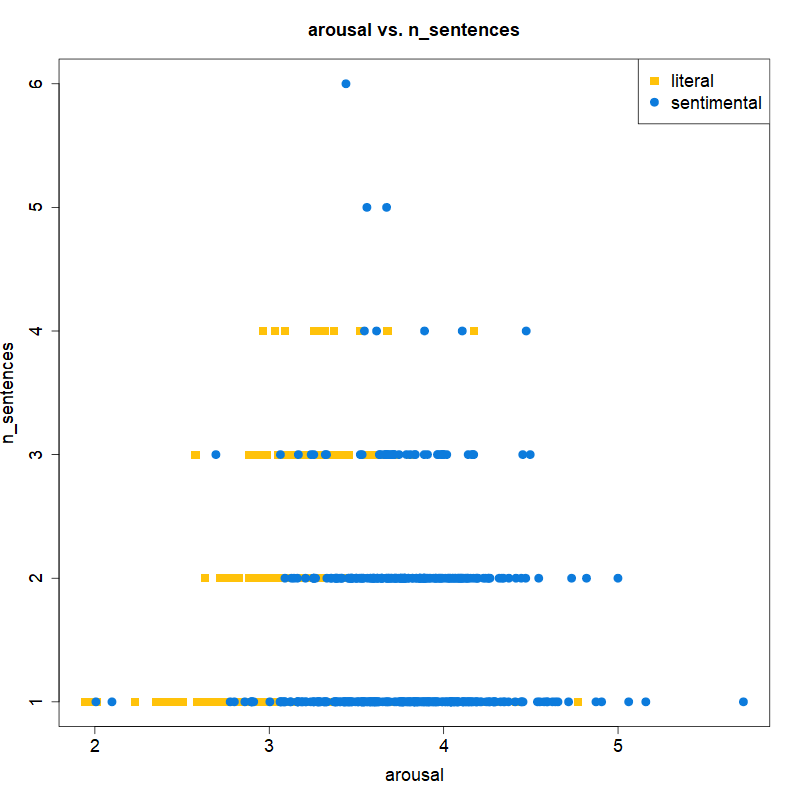 arousal vs. n_sentences
literal
sentimental
6
5
4
3
2
1
n_sentences
2 3 4 5
arousal